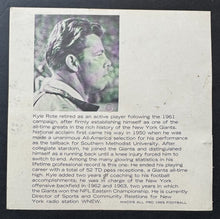 Kyle Rote retired as an active player following the 1961
campaign, after firmly establishing himself as one of the
all-time greats in the rich history of the New York Giants.
National acclaim first came his way in 1950 when he was
made a unanimous All-America selection for his performance
as the tailback for Southern Methodist University. After
collegiate stardom, he joined the Giants and distinguished
himself as a running back until a knee injury forced him to
switch to end. Among the many glowing statistics in his
lifetime professional record is this one: He ended up his
career with a total of 52 TD pass receptions, a Giants all-time
high. Kyle added two years of coaching to his football
accomplishments, as he was in charge of the New York
offensive backfield in 1962 and 1963, two years in which
the Giants won the NFL Eastern Championship. He is currently
Director of Sports and Community Relations for New
York radio station WNEW.
PHOTOS ALL PRO 1965 FOOTBALL